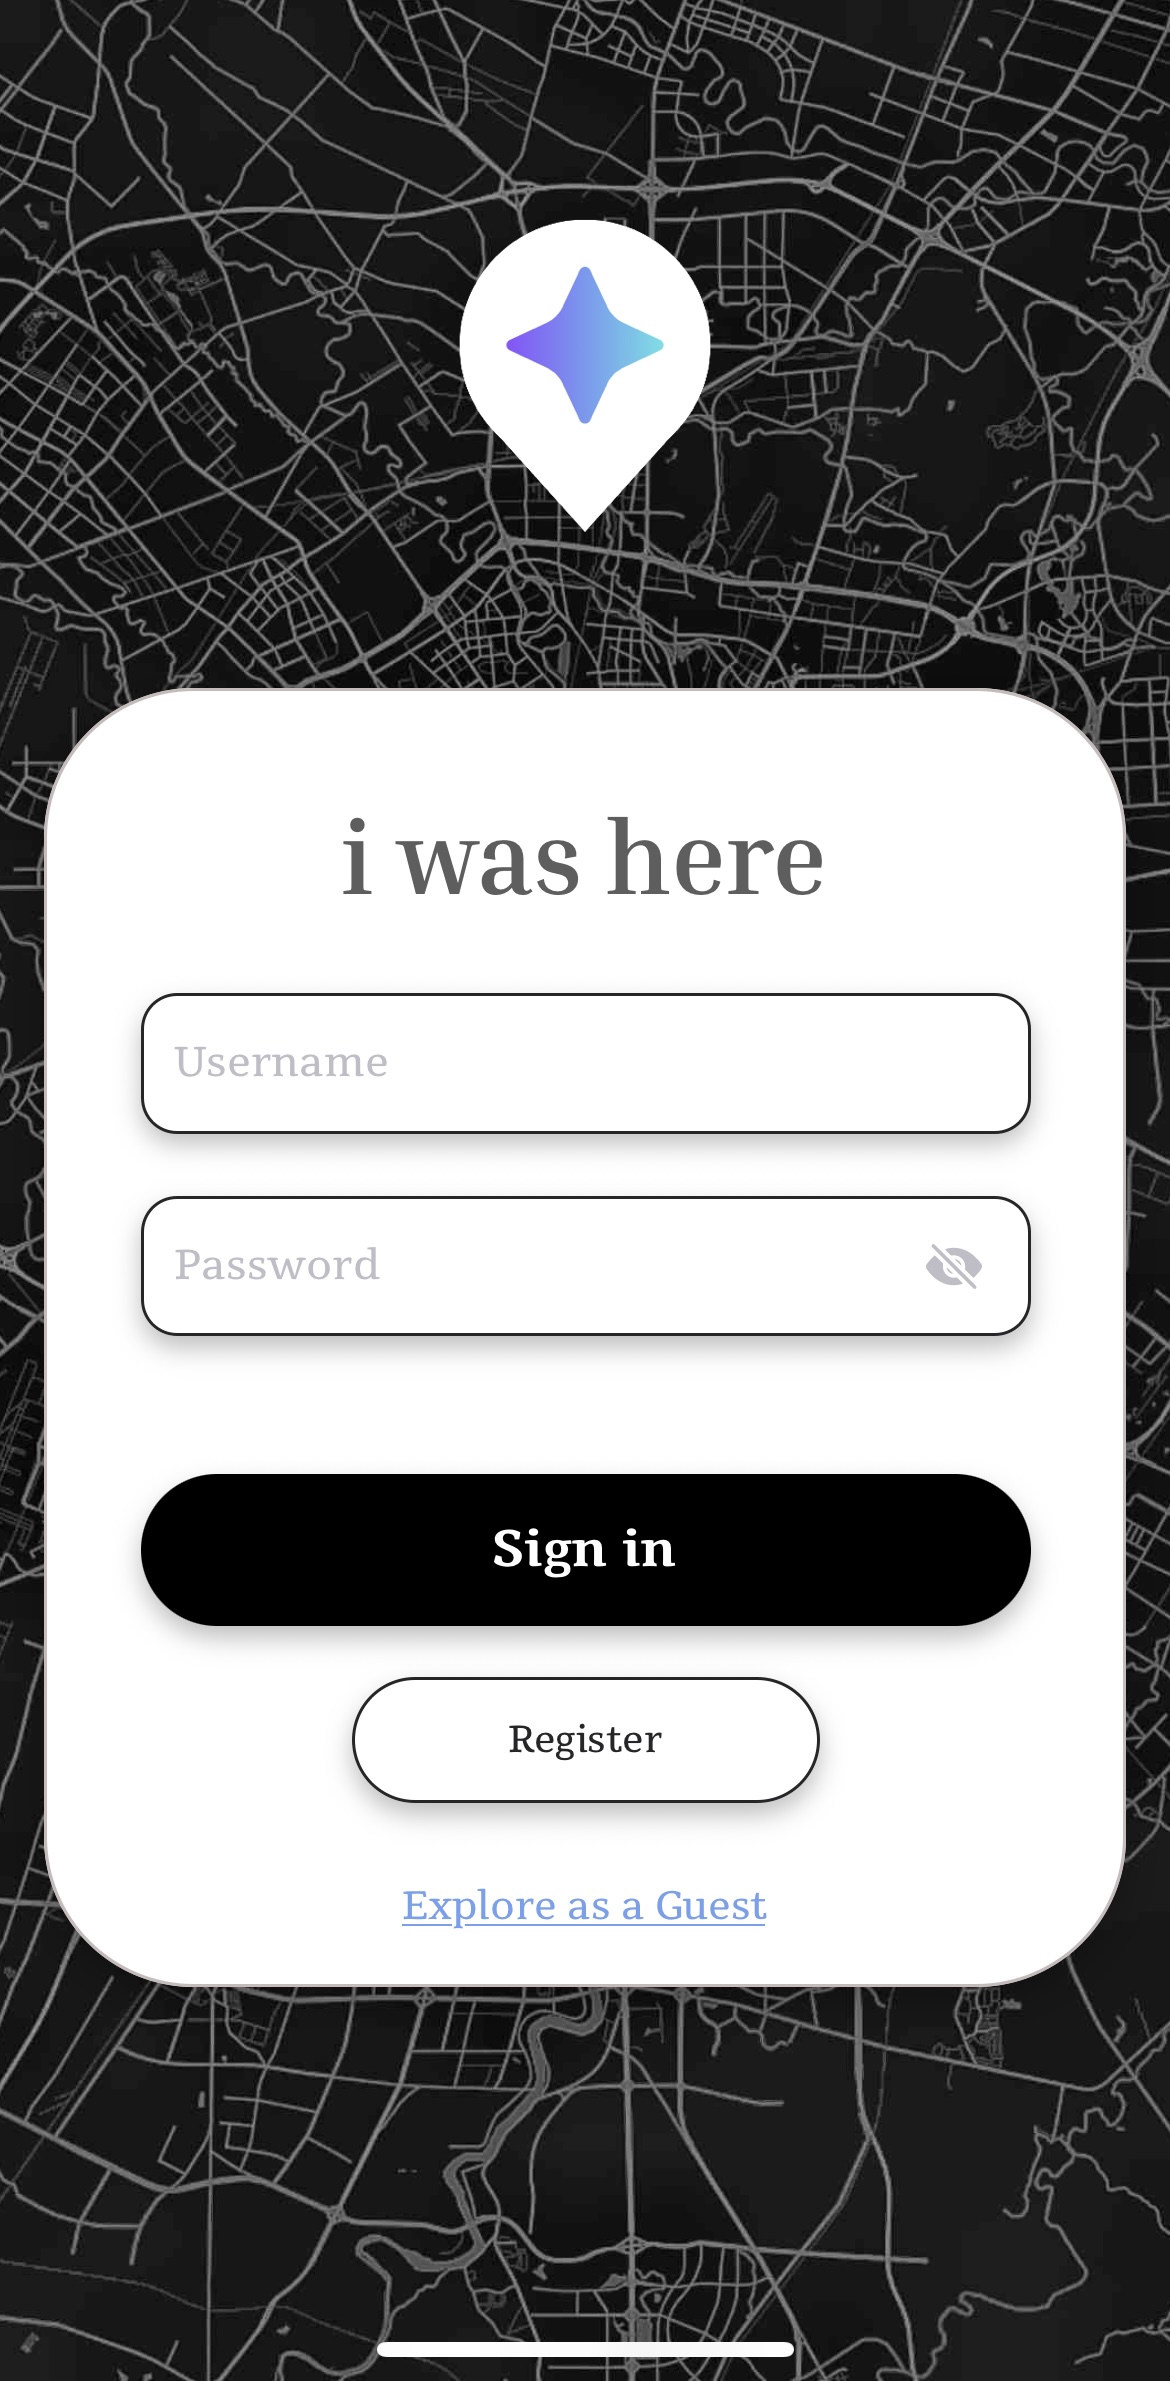 i was here
Username
Password
Sign in
Register
Explore as a Guest